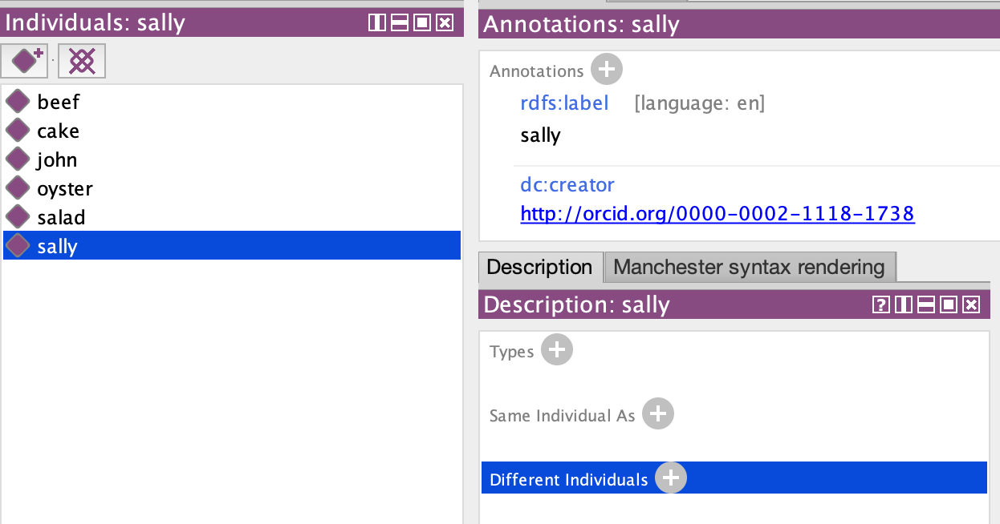 Individuals: sally
beef
cake
john
oyster
salad
sally
Annotations: sally
Annotations
rdfs:label [language: en]
sally
dc:creator
http://orcid.org/0000-0002-1118-1738
Description
Manchester syntax rendering
Description: sally
?
Types
Same Individual As
Different Individuals